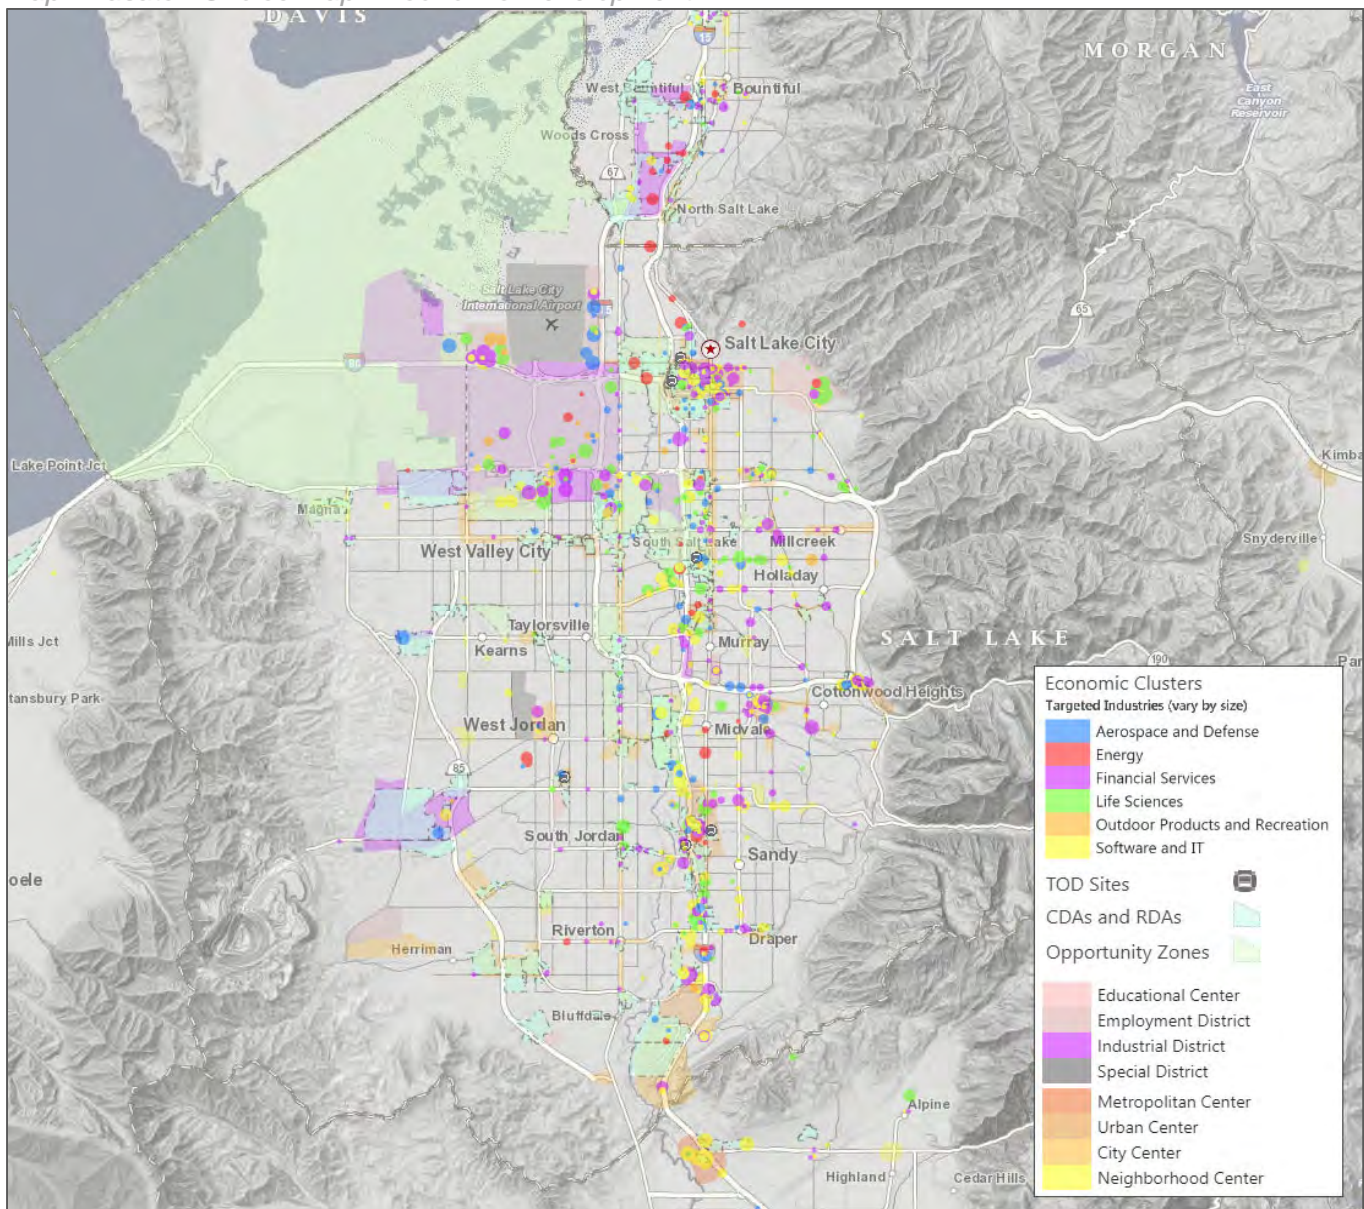 DAVIS
MORGAN
15
West Bountiful
Bountiful
East
Canyon
Reservoir
Woods Cross
67
North Salt Lake
Salt Lake City
International Airport
65
Salt Lake City
80
Lake Point Jct
Kimba
Magna
West Valley City
South Salt Lake
Millcreek
Snyderville
Holladay
Taylorsville
Mills Jct
Kearns
Murray
SALT LAKE
190
Par
tansbury Park
Cottonwood Heights
West Jordan
Midvale
85
South Jordan
Sandy
oele
Riverton
Draper
Herriman
Bluffdale
Alpine
Highland
Cedar Hills
Economic Clusters
Targeted Industries (vary by size)
Aerospace and Defense
Energy
Financial Services
Life Sciences
Outdoor Products and Recreation
Software and IT
TOD Sites
CDAs and RDAs
Opportunity Zones
Educational Center
Employment District
Industrial District
Special District
Metropolitan Center
Urban Center
City Center
Neighborhood Center